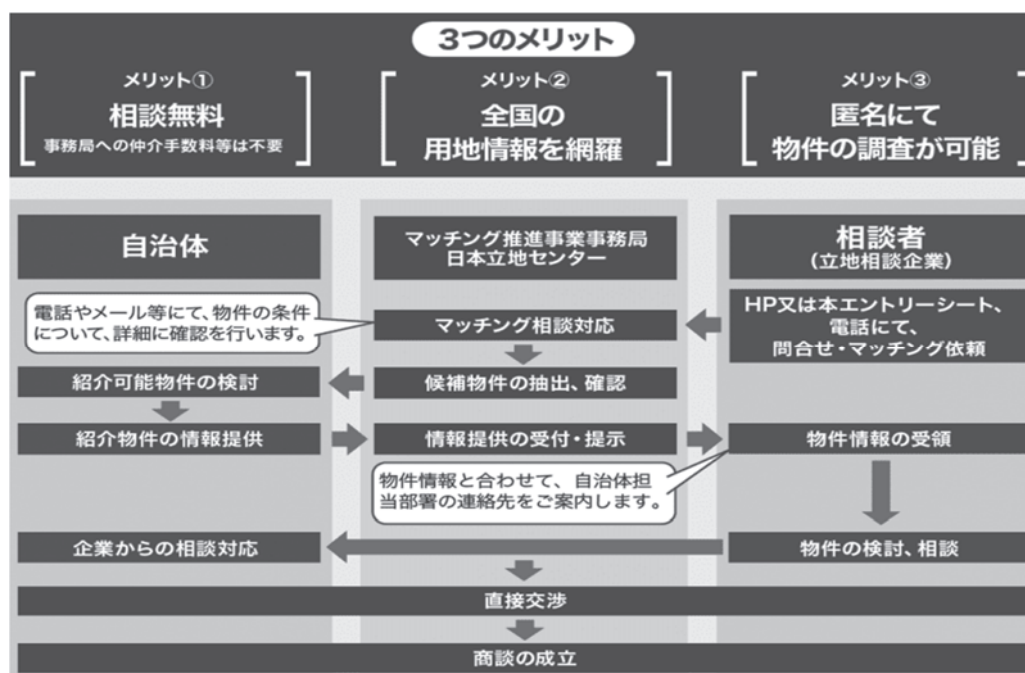 3つのメリット
メリット①
相談無料
事務局への仲介手数料等は不要
メリット②
全国の
用地情報を網羅
メリット③
匿名にて
物件の調査が可能
自治体
マッチング推進事業事務局
日本立地センター
相談者
(立地相談企業)
電話やメール等にて、物件の条件
について、詳細に確認を行います。
マッチング相談対応
HP又は本エントリーシート、
電話にて、
問合せ・マッチング依頼
紹介可能物件の検討
候補物件の抽出、確認
紹介物件の情報提供
情報提供の受付・提示
物件情報の受領
物件情報と合わせて、自治体担
当部署の連絡先をご案内します。
企業からの相談対応
物件の検討、相談
直接交渉
商談の成立